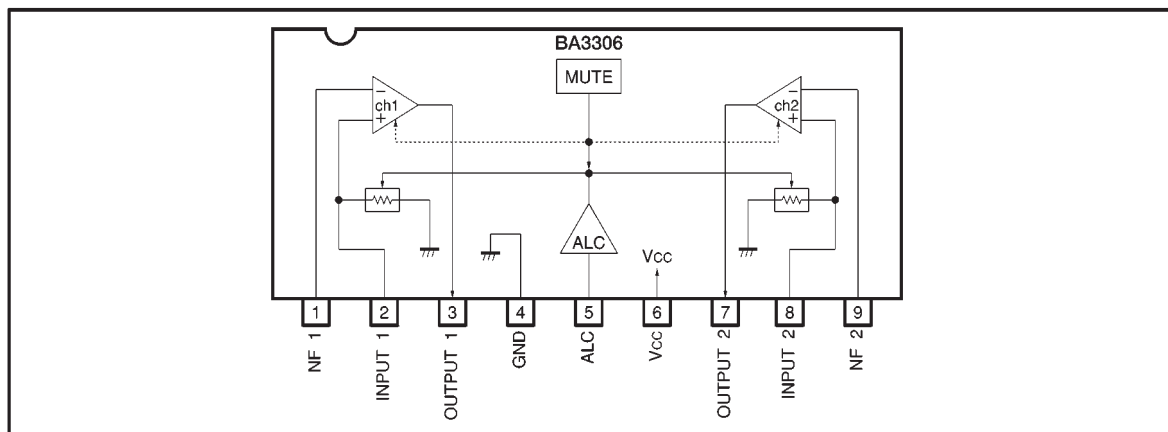 BA3306
MUTE
ch1
−
+
ch2
−
+
ALC
Vcc
1
2
3
4
5
6
7
8
9
NF 1
INPUT 1
OUTPUT 1
GND
ALC
Vcc
OUTPUT 2
INPUT 2
NF 2